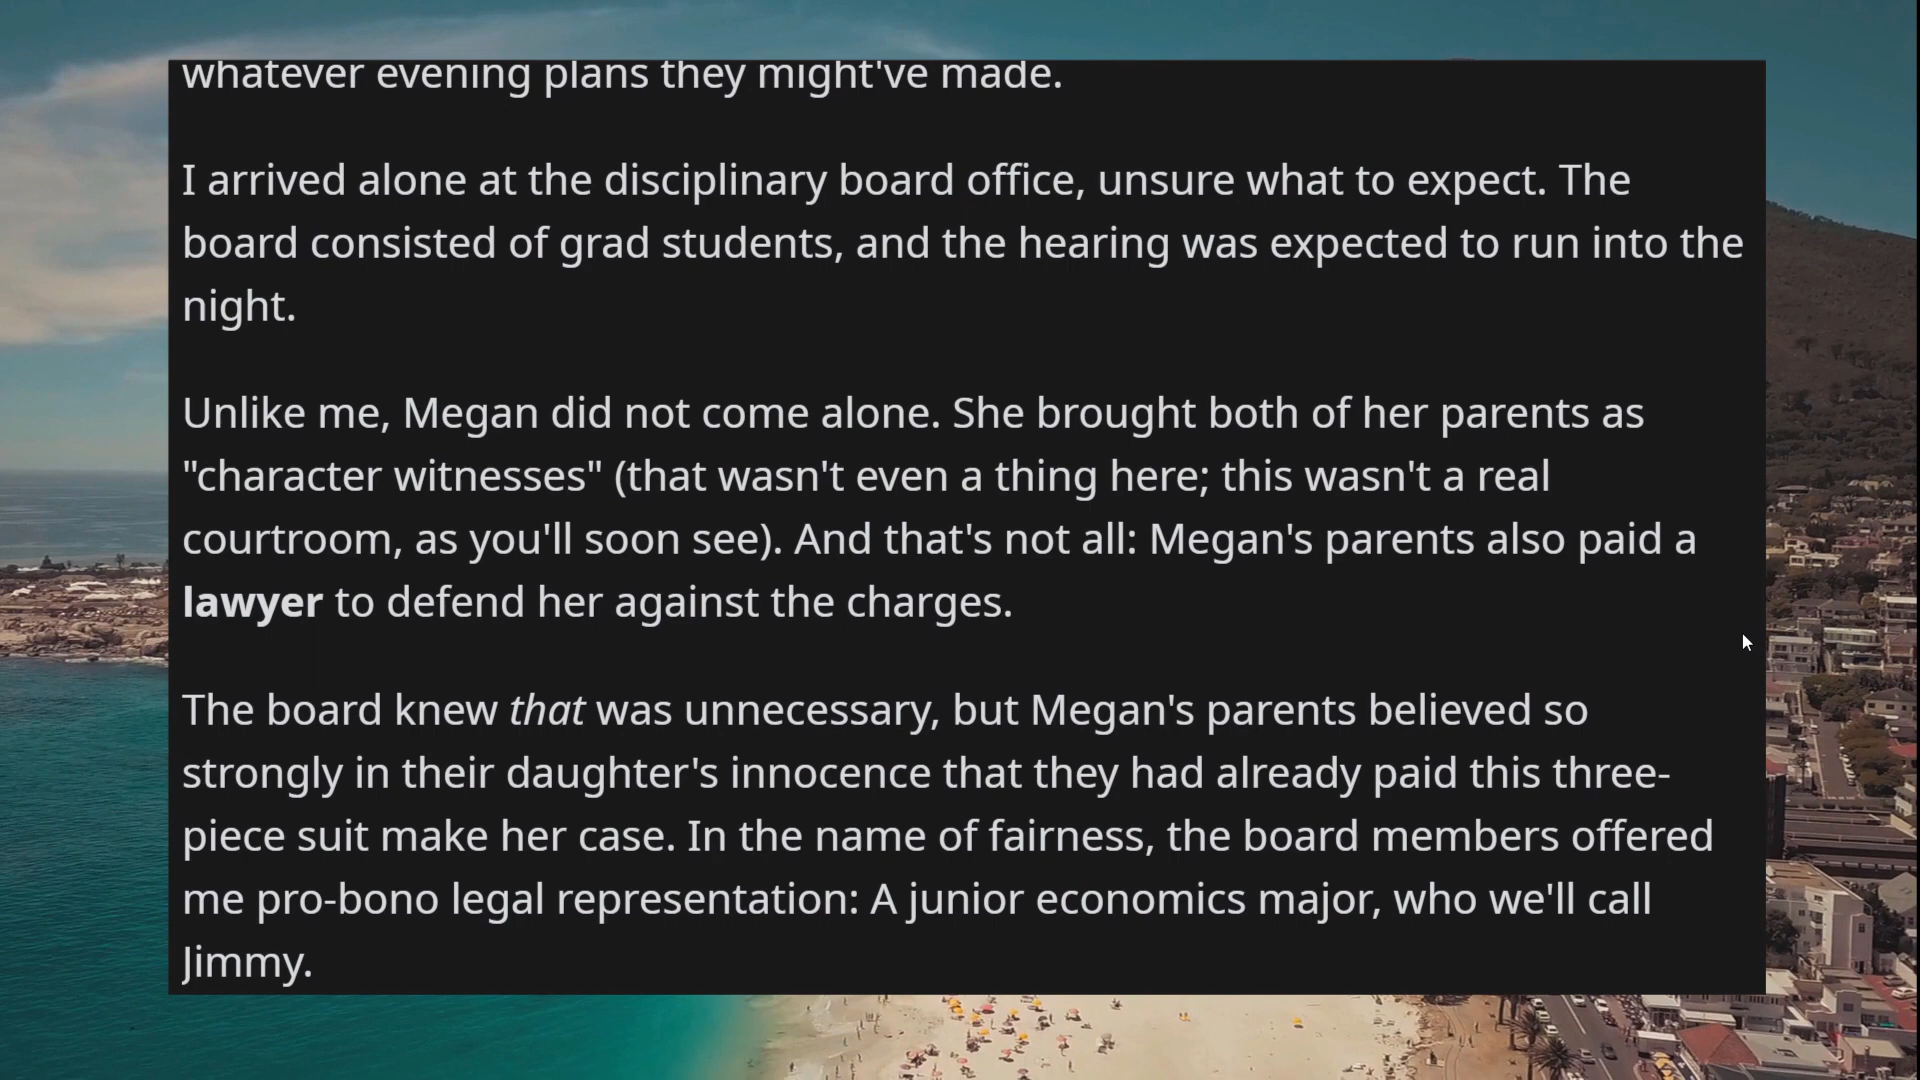 whatever evening plans they might've made.
I arrived alone at the disciplinary board office, unsure what to expect. The
board consisted of grad students, and the hearing was expected to run into the
night.
Unlike me, Megan did not come alone. She brought both of her parents as
"character witnesses" (that wasn't even a thing here; this wasn't a real
courtroom, as you'll soon see). And that's not all: Megan's parents also paid a
lawyer to defend her against the charges.
The board knew that was unnecessary, but Megan's parents believed so
strongly in their daughter's innocence that they had already paid this three-
piece suit make her case. In the name of fairness, the board members offered
me pro-bono legal representation: A junior economics major, who we'll call
Jimmy.